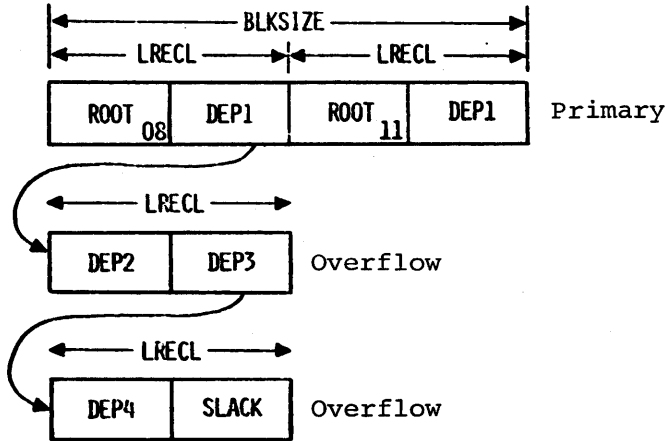 BLKSIZE
LRECL LRECL
ROOT 08 DEP1 ROOT 11 DEP1 Primary
LRECL
DEP2 DEP3 Overflow
LRECL
DEP4 SLACK Overflow